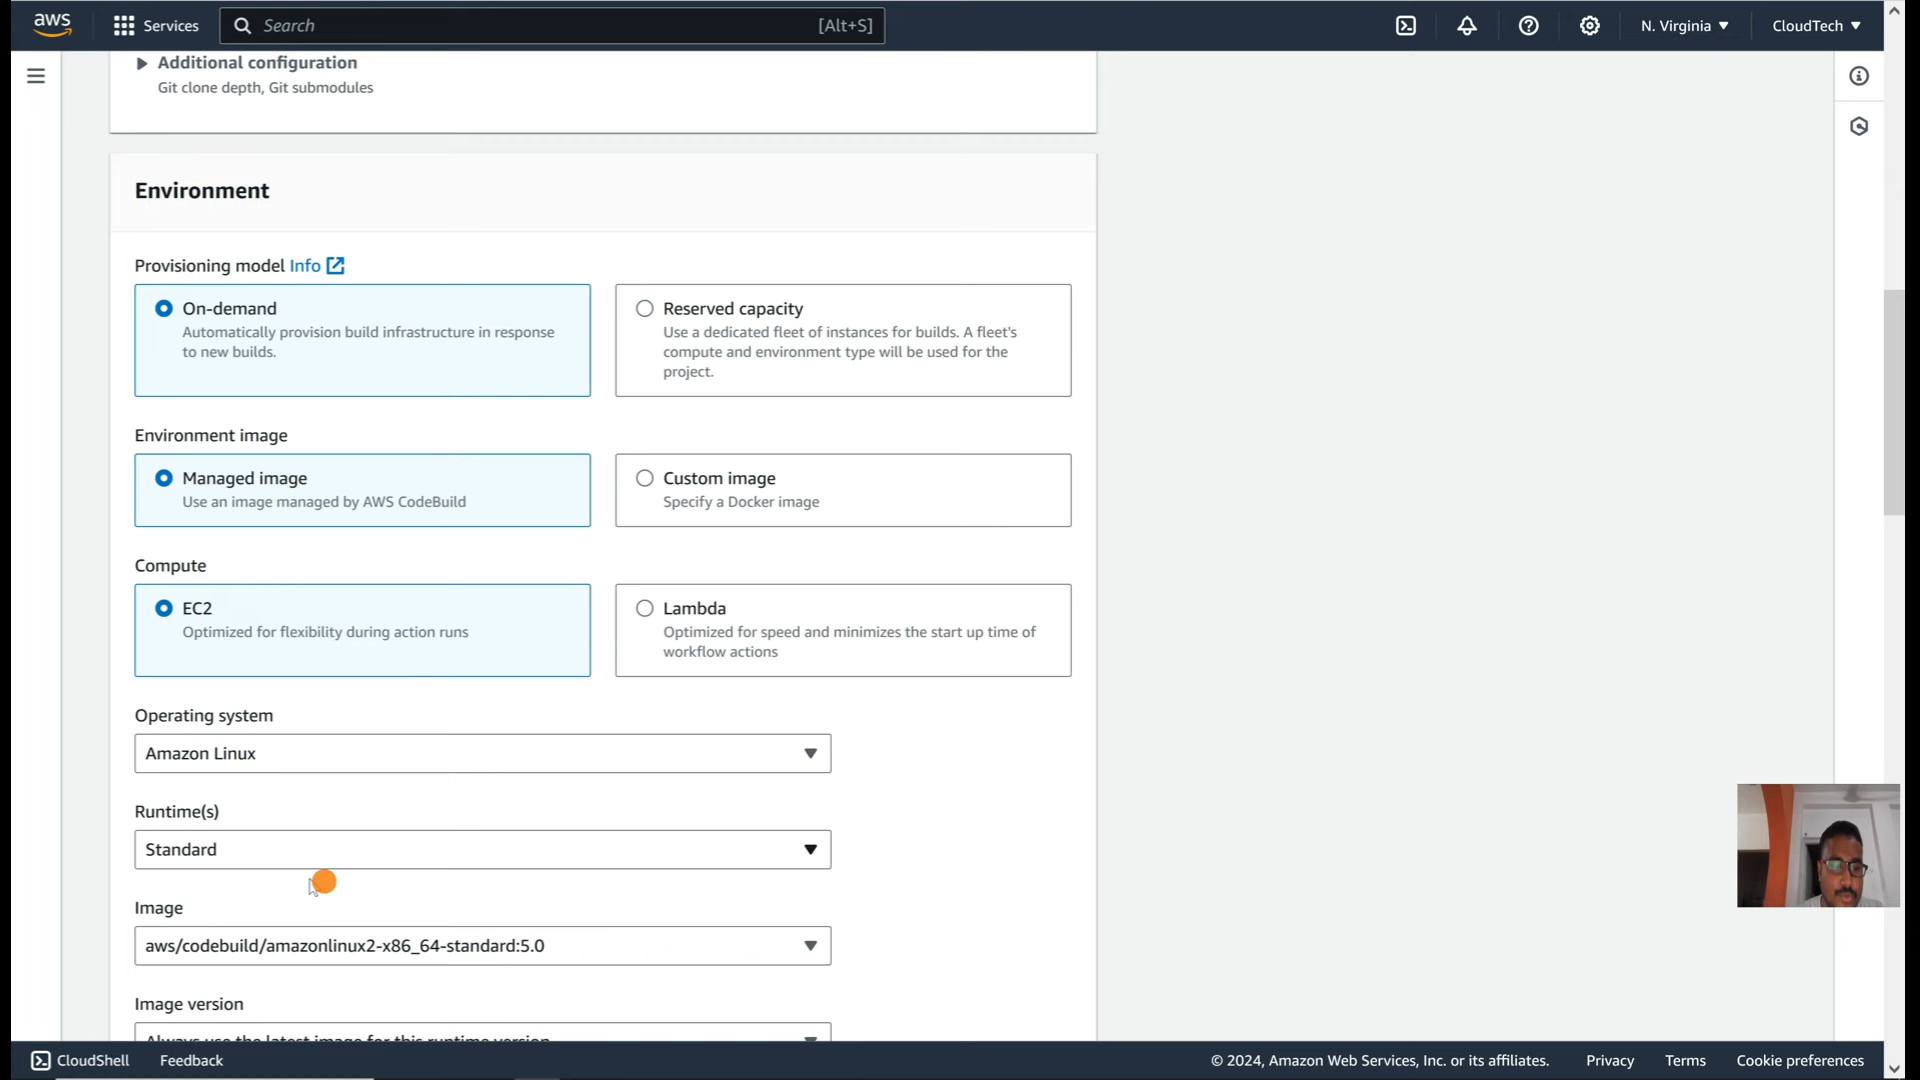 aws
Services
Search
[Alt+S]
N. Virginia
CloudTech
Additional configuration
Git clone depth, Git submodules
Environment
Provisioning model Info
On-demand
Automatically provision build infrastructure in response
to new builds.
Reserved capacity
Use a dedicated fleet of instances for builds. A fleet's
compute and environment type will be used for the
project.
Environment image
Managed image
Use an image managed by AWS CodeBuild
Custom image
Specify a Docker image
Compute
EC2
Optimized for flexibility during action runs
Lambda
Optimized for speed and minimizes the start up time of
workflow actions
Operating system
Amazon Linux
Runtime(s)
Standard
Image
aws/codebuild/amazonlinux2-x86_64-standard:5.0
Image version
Always use the latest image for this runtime version
CloudShell
Feedback
© 2024, Amazon Web Services, Inc. or its affiliates.
Privacy
Terms
Cookie preferences